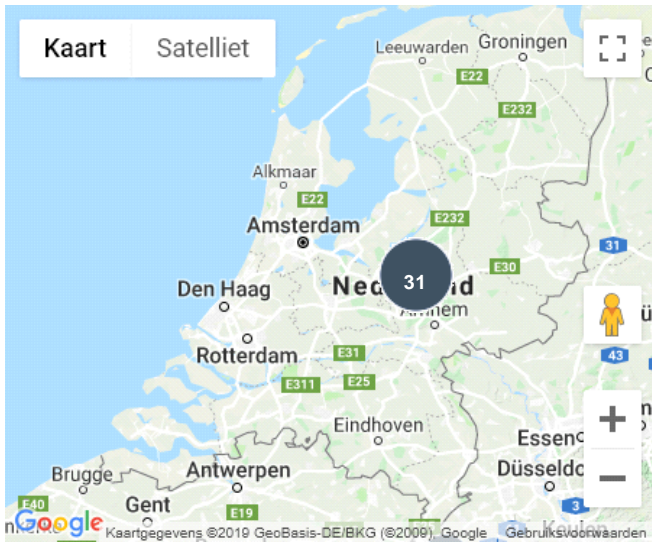 Kaart Satelliet
Leeuwarden Groningen
E22
E232
Alkmaar
E22
Amsterdam E232
31
E30
31
Den Haag
Arnhem
Rotterdam E31
43
E311 E25
Eindhoven
Essen
Antwerpen Düsseldo
Brugge
E40 Gent E19 3
Google Kaartgegevens ©2019 GeoBasis-DE/BKG (©2009), Google Gebruiksvoorwaarden